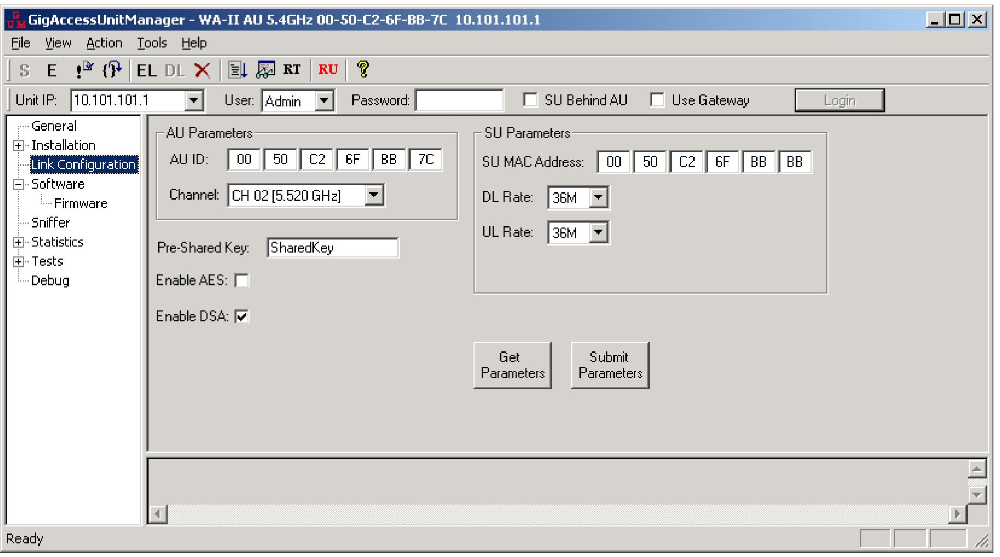 GigAccessUnitManager - WA-II AU 5.4GHz 00-50-C2-6F-BB-7C 10.101.101.1
File View Action Tools Help
S E EL DL RT RU ?
Unit IP: 10.101.101.1 User: Admin Password: SU Behind AU Use Gateway Login
General
Installation
Link Configuration
Software
Firmware
Sniffer
Statistics
Tests
Debug
AU Parameters
AU ID: 00 50 C2 6F BB 7C
Channel: CH 02 [5.520 GHz]
Pre-Shared Key: SharedKey
Enable AES:
Enable DSA:
SU Parameters
SU MAC Address: 00 50 C2 6F BB BB
DL Rate: 36M
UL Rate: 36M
Get
Parameters
Submit
Parameters
Ready